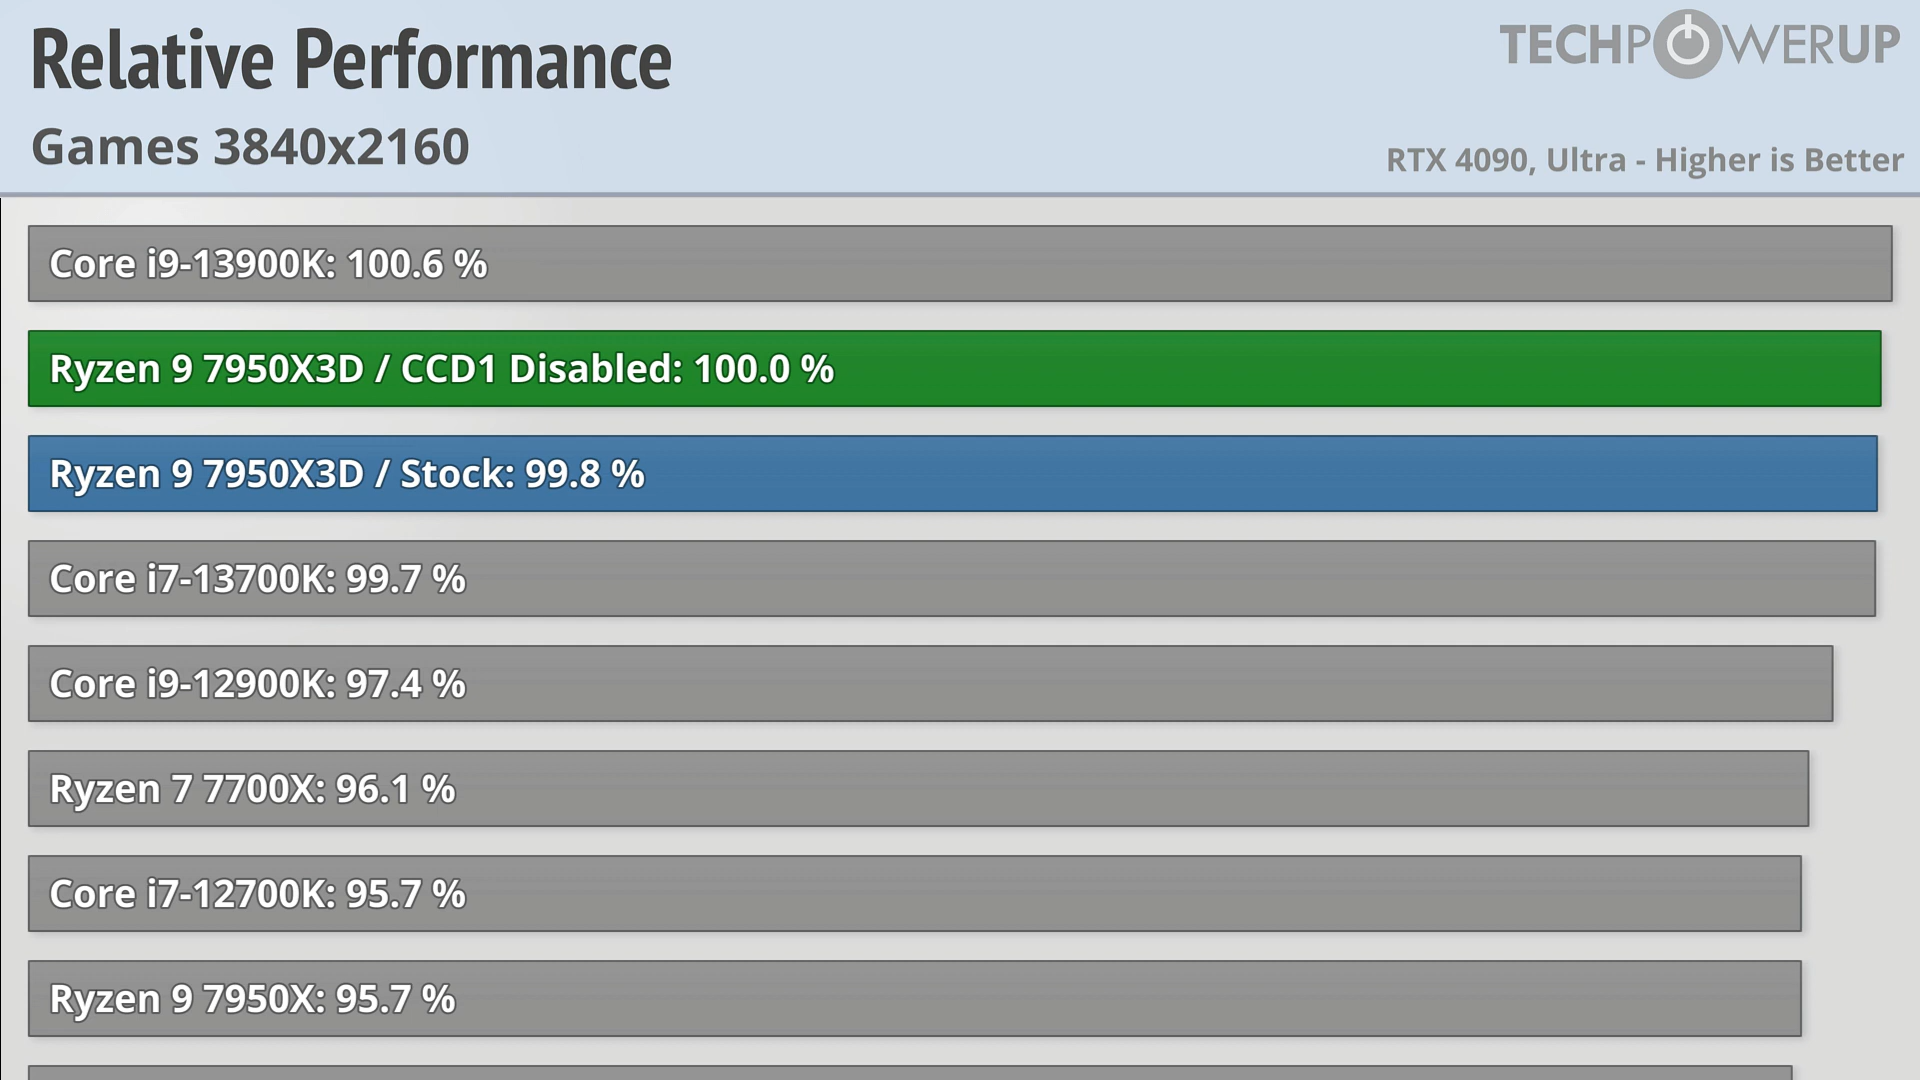 Relative Performance
TECHPOWERUP
Games 3840x2160
RTX 4090, Ultra - Higher is Better
Core i9-13900K: 100.6 %
Ryzen 9 7950X3D / CCD1 Disabled: 100.0 %
Ryzen 9 7950X3D / Stock: 99.8 %
Core i7-13700K: 99.7 %
Core i9-12900K: 97.4 %
Ryzen 7 7700X: 96.1 %
Core i7-12700K: 95.7 %
Ryzen 9 7950X: 95.7 %